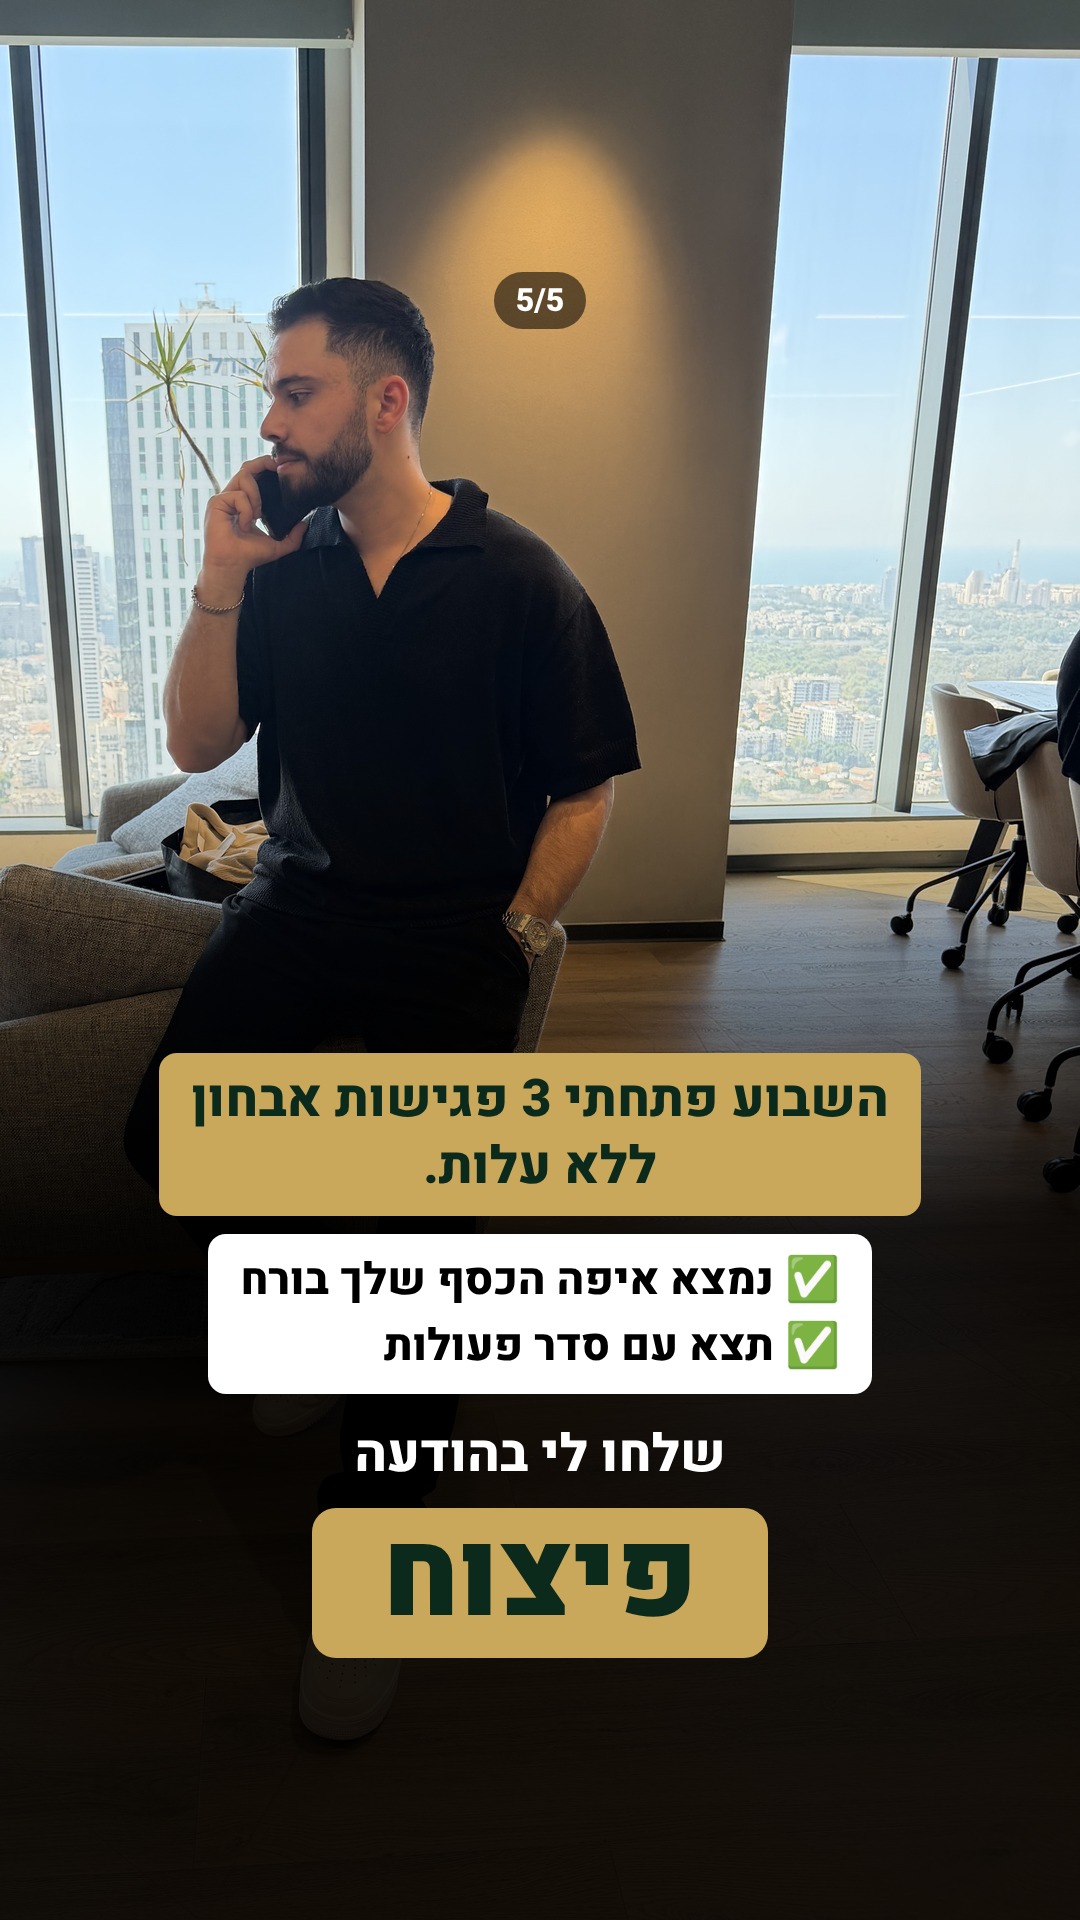 5/5
השבוע פתחתי 3 פגישות אבחון
ללא עלות.
✅ נמצא איפה הכסף שלך בורח
✅ תצא עם סדר פעולות
שלחו לי בהודעה
פיצוח